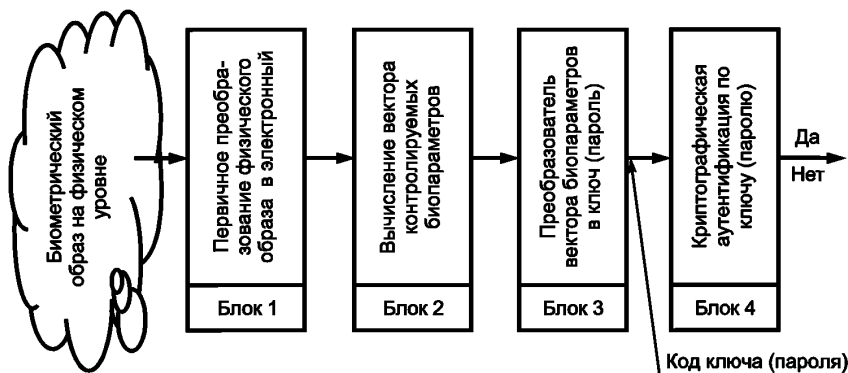 Биометрический
образ на физическом
уровне
Первичное преобра-
зование физического
образа в электронный
Блок 1
Вычисление вектора
контролируемых
биопараметров
Блок 2
Преобразователь
вектора биопараметров
в ключ (пароль)
Блок 3
Криптографическая
аутентификация по
ключу (паролю)
Блок 4
Да
Нет
Код ключа (пароля)